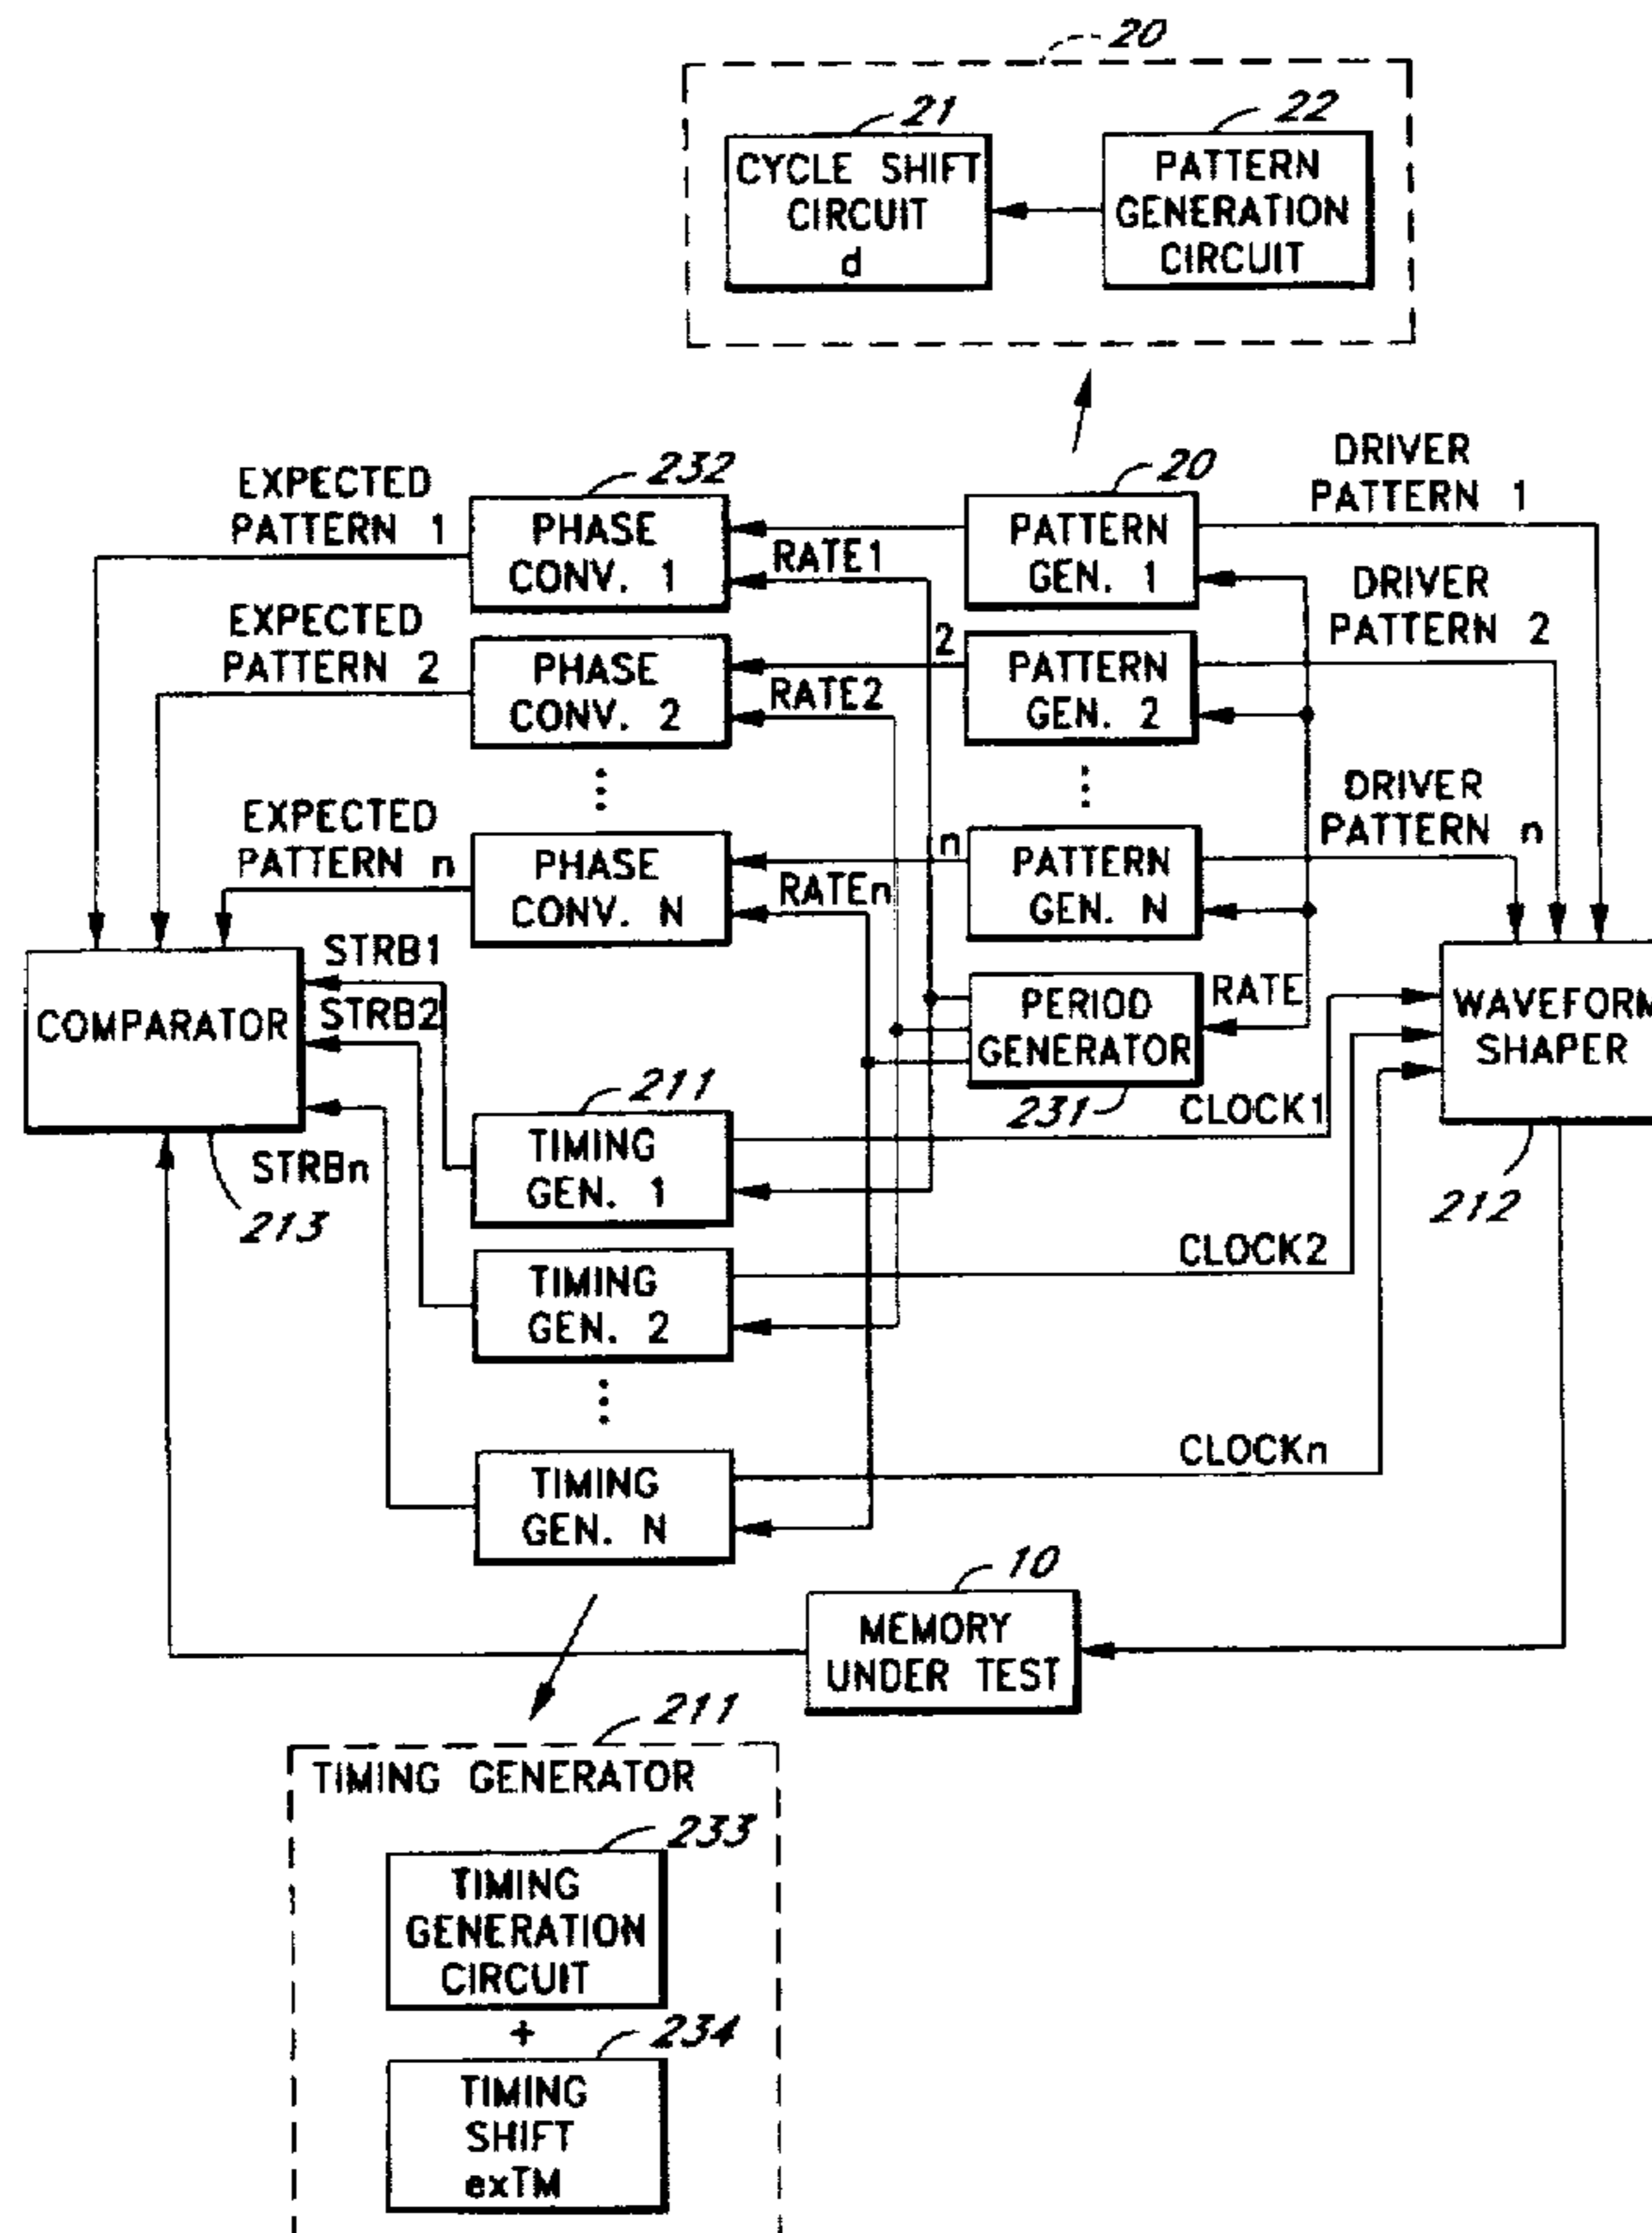 20
21
22
CYCLE SHIFT
CIRCUIT
d
PATTERN
GENERATION
CIRCUIT
EXPECTED
PATTERN 1
232
PHASE
CONV. 1
RATE1
20
PATTERN
GEN. 1
DRIVER
PATTERN 1
EXPECTED
PATTERN 2
PHASE
CONV. 2
2
RATE2
PATTERN
GEN. 2
DRIVER
PATTERN 2
EXPECTED
PATTERN n
PHASE
CONV. N
n
RATEn
PATTERN
GEN. N
DRIVER
PATTERN n
COMPARATOR
STRB1
STRB2
STRBn
213
PERIOD
GENERATOR
RATE
231
WAVEFORM
SHAPER
212
211
TIMING
GEN. 1
CLOCK1
TIMING
GEN. 2
CLOCK2
TIMING
GEN. N
CLOCKn
10
MEMORY
UNDER TEST
211
TIMING GENERATOR
233
TIMING
GENERATION
CIRCUIT
+
234
TIMING
SHIFT
exTM